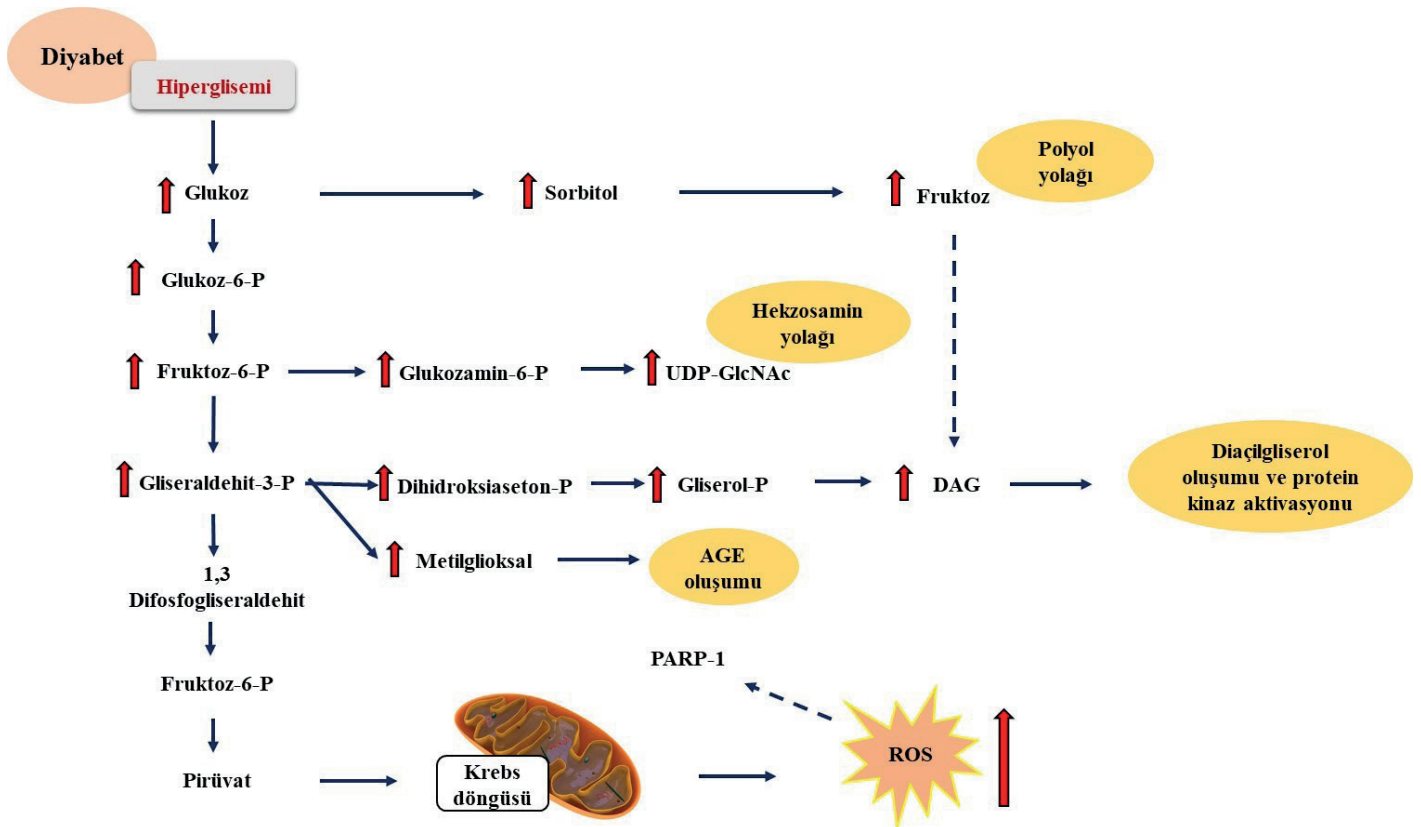 Diyabet
Hiperglisemi
Glukoz
Sorbitol
Fruktoz
Polyol
yolağı
Glukoz-6-P
Hekzosamin
yolağı
Fruktoz-6-P
Glukozamin-6-P
UDP-GlcNAc
Gliseraldehit-3-P
Dihidroksiaseton-P
Gliserol-P
DAG
Diaçilgliserol
oluşumu ve protein
kinaz aktivasyonu
Metilglioksal
AGE
oluşumu
1,3
Difosfogliseraldehit
PARP-1
Fruktoz-6-P
ROS
Pirüvat
Krebs
döngüsü